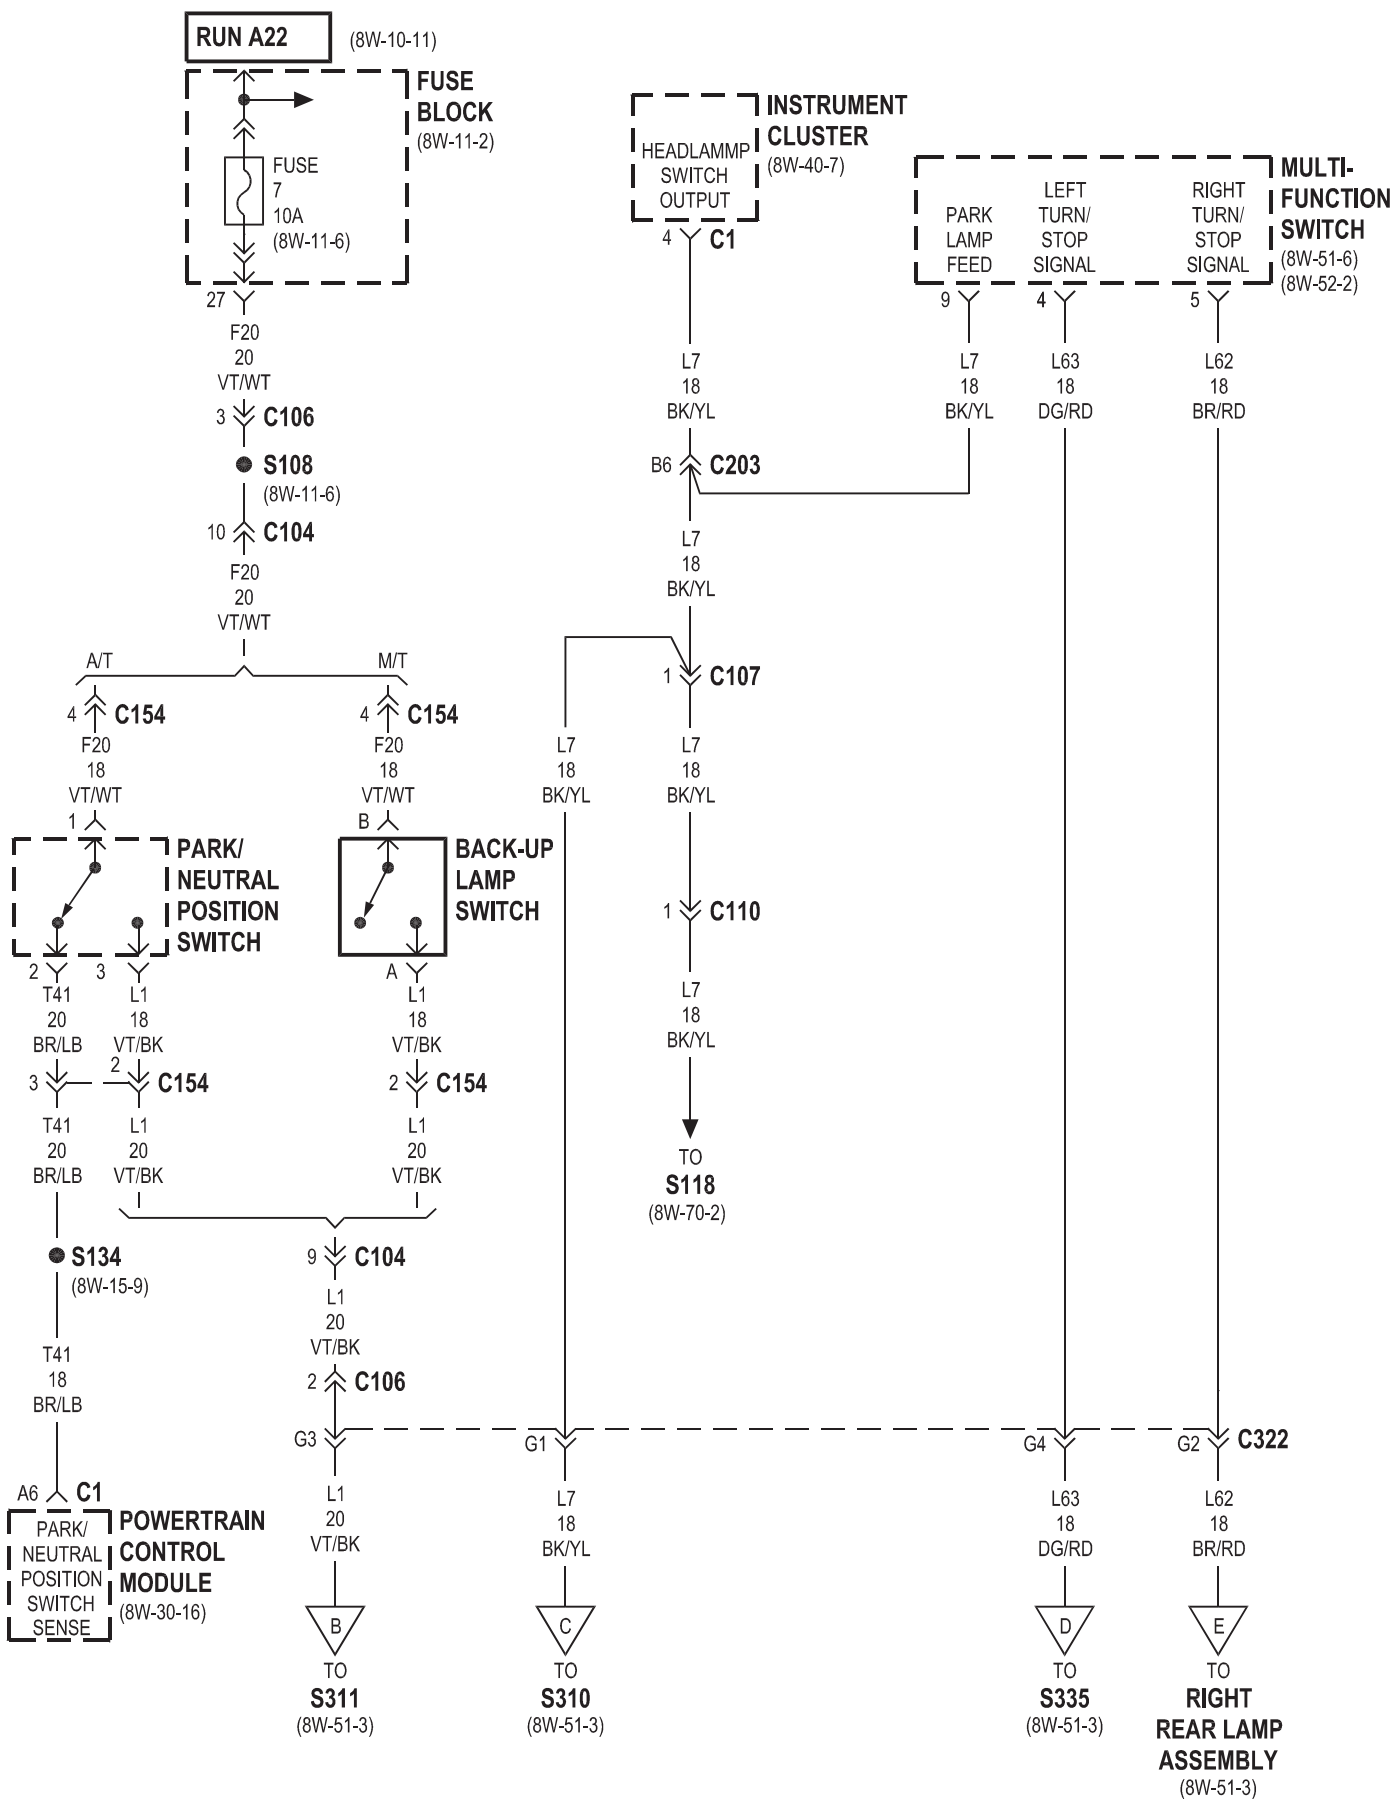 RUN A22
(8W-10-11)
FUSE
BLOCK
(8W-11-2)
FUSE
7
10A
(8W-11-6)
27
F20
20
VT/WT
3
C106
S108
(8W-11-6)
10
C104
F20
20
VT/WT
A/T
M/T
4
C154
4
C154
F20
18
VT/WT
F20
18
VT/WT
1
B
PARK/
NEUTRAL
POSITION
SWITCH
BACK-UP
LAMP
SWITCH
2
3
A
T41
20
BR/LB
L1
18
VT/BK
L1
18
VT/BK
3
2
C154
2
C154
T41
20
BR/LB
L1
20
VT/BK
L1
20
VT/BK
S134
(8W-15-9)
9
C104
L1
20
VT/BK
2
C106
T41
18
BR/LB
A6
C1
PARK/
NEUTRAL
POSITION
SWITCH
SENSE
POWERTRAIN
CONTROL
MODULE
(8W-30-16)
G3
L1
20
VT/BK
B
TO
S311
(8W-51-3)
HEADLAMMP
SWITCH
OUTPUT
INSTRUMENT
CLUSTER
(8W-40-7)
4
C1
L7
18
BK/YL
B6
C203
L7
18
BK/YL
1
C107
L7
18
BK/YL
L7
18
BK/YL
1
C110
L7
18
BK/YL
TO
S118
(8W-70-2)
G1
L7
18
BK/YL
C
TO
S310
(8W-51-3)
PARK
LAMP
FEED
LEFT
TURN/
STOP
SIGNAL
RIGHT
TURN/
STOP
SIGNAL
MULTI-
FUNCTION
SWITCH
(8W-51-6)
(8W-52-2)
9
4
5
L7
18
BK/YL
L63
18
DG/RD
L62
18
BR/RD
G4
G2
C322
L63
18
DG/RD
L62
18
BR/RD
D
TO
S335
(8W-51-3)
E
TO
RIGHT
REAR LAMP
ASSEMBLY
(8W-51-3)